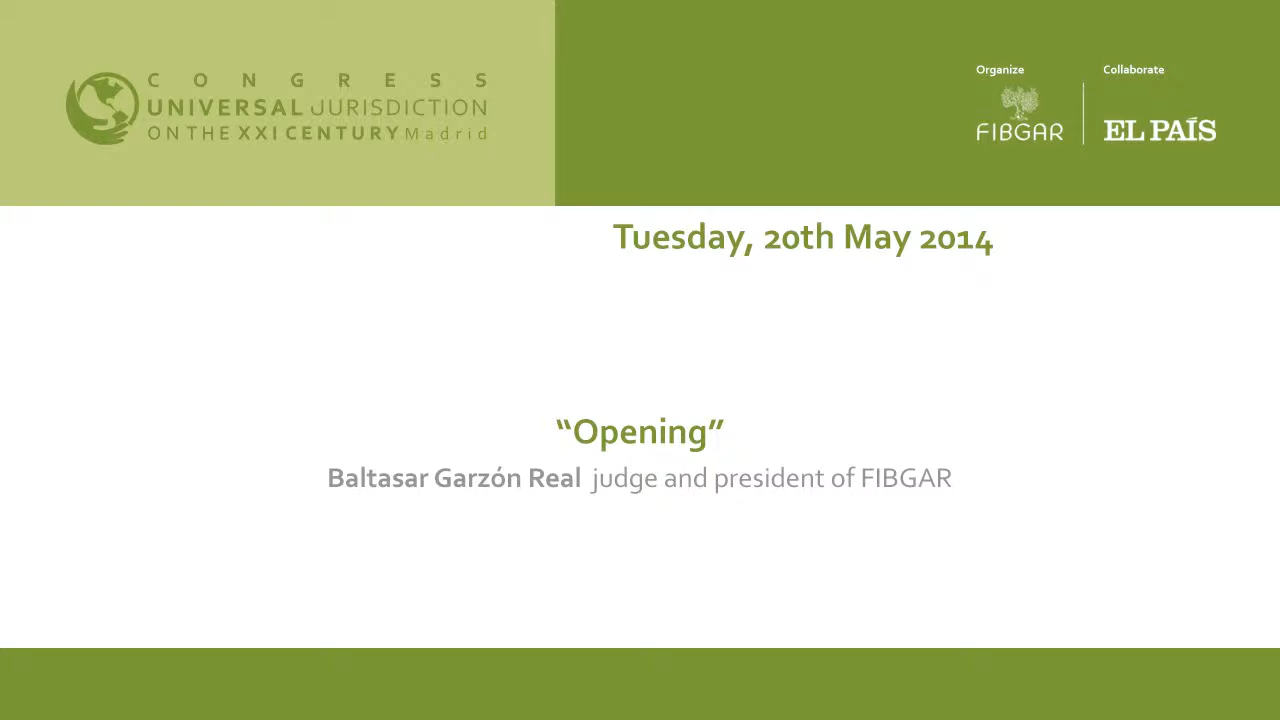 CONGRESS
UNIVERSAL JURISDICTION
ON THE XXI CENTURY Madrid
Organize
Collaborate
FIBGAR
EL PAÍS
Tuesday, 20th May 2014
“Opening”
Baltasar Garzón Real judge and president of FIBGAR